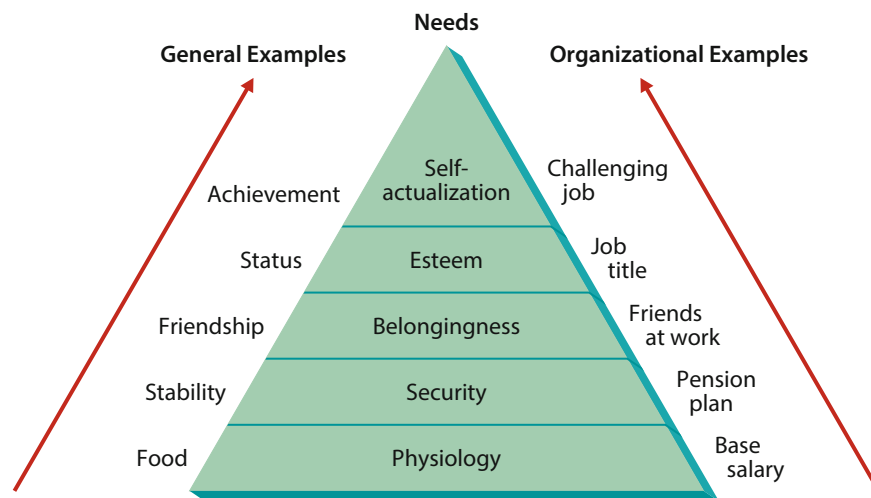 Needs
General Examples
Organizational Examples
Self-
actualization
Achievement
Challenging
job
Status
Esteem
Job
title
Friendship
Belongingness
Friends
at work
Stability
Security
Pension
plan
Food
Physiology
Base
salary